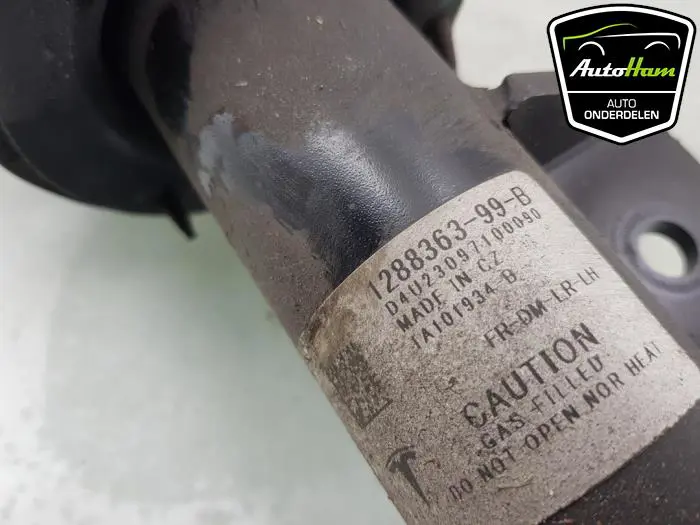 AutoHam
AUTO
ONDERDELEN
1288363-99-B
D4U23097100090
MADE IN CZ
1A101934 B
FR-DM-LR-LH
CAUTION
GAS FILLED
DO NOT OPEN NOR HEAT